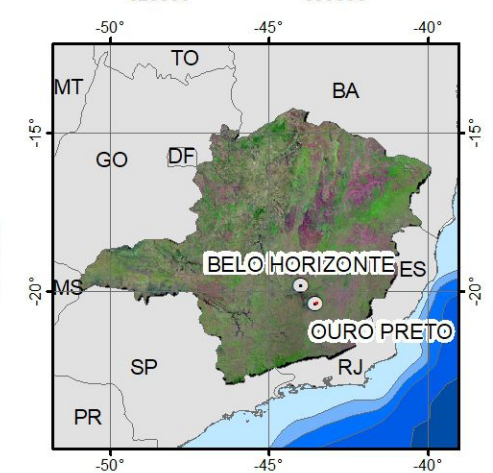 -50° -45° -40°
TO
MT
BA
-15° -15°
GO DF
BELO HORIZONTE
ES
MS
-20° -20°
OURO PRETO
SP RJ
PR
-50° -45° -40°